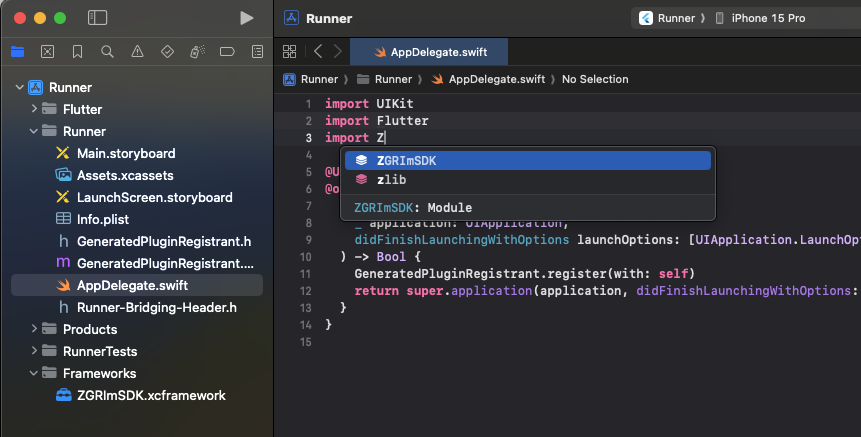 Runner
Runner 〉 iPhone 15 Pro
AppDelegate.swift
Runner 〉 Runner 〉 AppDelegate.swift 〉 No Selection
Runner
Flutter
Runner
Main.storyboard
Assets.xcassets
LaunchScreen.storyboard
Info.plist
GeneratedPluginRegistrant.h
GeneratedPluginRegistrant....
AppDelegate.swift
Runner-Bridging-Header.h
Products
RunnerTests
Frameworks
ZGRImSDK.xcframework
1 import UIKit
2 import Flutter
3 import Z
ZGRImSDK
zlib
ZGRImSDK: Module
4
5 @U
6 @o
8 _ application: UIApplication,
9 didFinishLaunchingWithOptions launchOptions: [UIApplication.LaunchOpt
10 ) -> Bool {
11 GeneratedPluginRegistrant.register(with: self)
12 return super.application(application, didFinishLaunchingWithOptions:
13 }
14 }
15